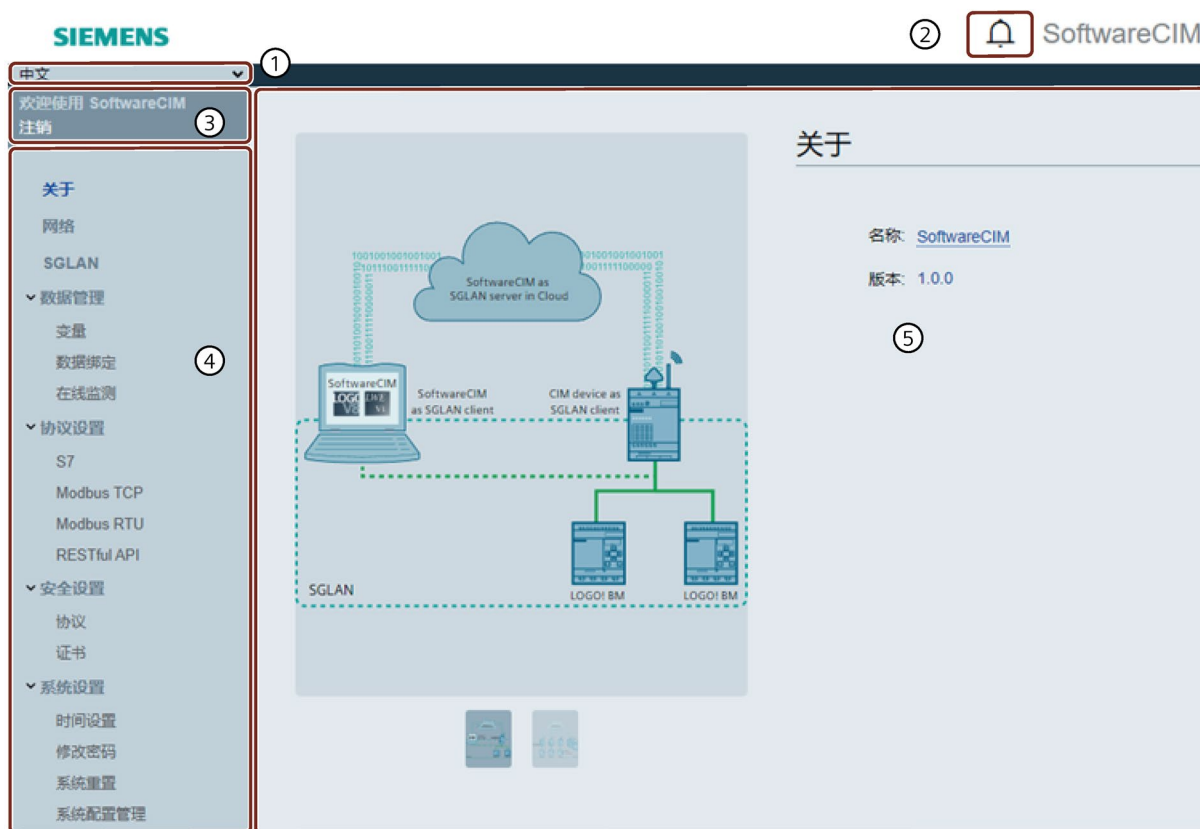 SIEMENS
②
SoftwareCIM
中文
①
欢迎使用 SoftwareCIM
注销
③
关于
网络
SGLAN
数据管理
变量
数据绑定
在线监测
④
协议设置
S7
Modbus TCP
Modbus RTU
RESTful API
安全设置
协议
证书
系统设置
时间设置
修改密码
系统重置
系统配置管理
SoftwareCIM as
SGLAN server in Cloud
SoftwareCIM
LOGO!
V8
SoftwareCIM
as SGLAN client
CIM device as
SGLAN client
SGLAN
LOGO! BM
LOGO! BM
关于
名称: SoftwareCIM
版本: 1.0.0
⑤